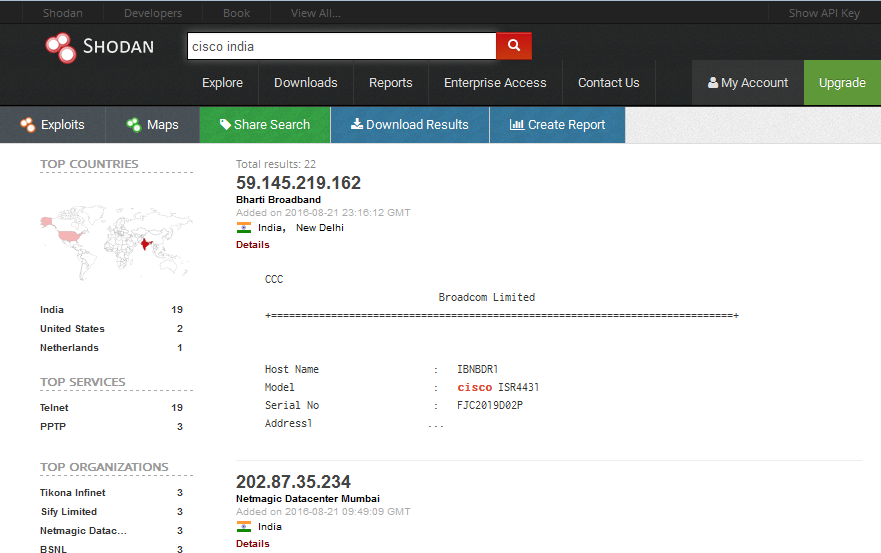 Shodan Developers Book View All... Show API Key
SHODAN cisco india
Explore Downloads Reports Enterprise Access Contact Us My Account Upgrade
Exploits Maps Share Search Download Results Create Report
TOP COUNTRIES
India 19
United States 2
Netherlands 1
TOP SERVICES
Telnet 19
PPTP 3
TOP ORGANIZATIONS
Tikona Infinet 3
Sify Limited 3
Netmagic Datac... 3
BSNL 3
Total results: 22
59.145.219.162
Bharti Broadband
Added on 2016-08-21 23:16:12 GMT
India, New Delhi
Details
CCC
Broadcom Limited
+=============================================================================+
Host Name : IBNBDR1
Model : cisco ISR4431
Serial No : FJC2019D02P
Address1 ...
202.87.35.234
Netmagic Datacenter Mumbai
Added on 2016-08-21 09:49:09 GMT
India
Details